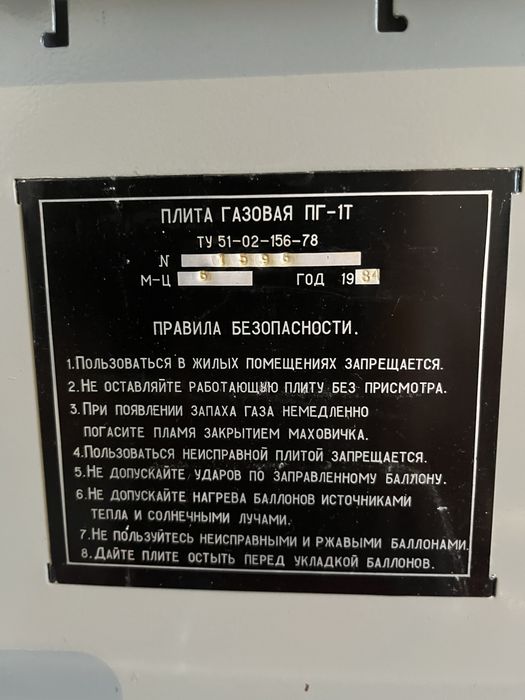 ПЛИТА ГАЗОВАЯ ПГ-1Т
ТУ 51-02-156-78
N 1596
М-Ц 6 ГОД 1984
ПРАВИЛА БЕЗОПАСНОСТИ.
1.ПОЛЬЗОВАТЬСЯ В ЖИЛЫХ ПОМЕЩЕНИЯХ ЗАПРЕЩАЕТСЯ.
2.НЕ ОСТАВЛЯЙТЕ РАБОТАЮЩУЮ ПЛИТУ БЕЗ ПРИСМОТРА.
3.ПРИ ПОЯВЛЕНИИ ЗАПАХА ГАЗА НЕМЕДЛЕННО
ПОГАСИТЕ ПЛАМЯ ЗАКРЫТИЕМ МАХОВИЧКА.
4.ПОЛЬЗОВАТЬСЯ НЕИСПРАВНОЙ ПЛИТОЙ ЗАПРЕЩАЕТСЯ.
5.НЕ ДОПУСКАЙТЕ УДАРОВ ПО ЗАПРАВЛЕННОМУ БАЛЛОНУ.
6.НЕ ДОПУСКАЙТЕ НАГРЕВА БАЛЛОНОВ ИСТОЧНИКАМИ
ТЕПЛА И СОЛНЕЧНЫМИ ЛУЧАМИ.
7.НЕ ПОЛЬЗУЙТЕСЬ НЕИСПРАВНЫМИ И РЖАВЫМИ БАЛЛОНАМИ.
8.ДАЙТЕ ПЛИТЕ ОСТЫТЬ ПЕРЕД УКЛАДКОЙ БАЛЛОНОВ.